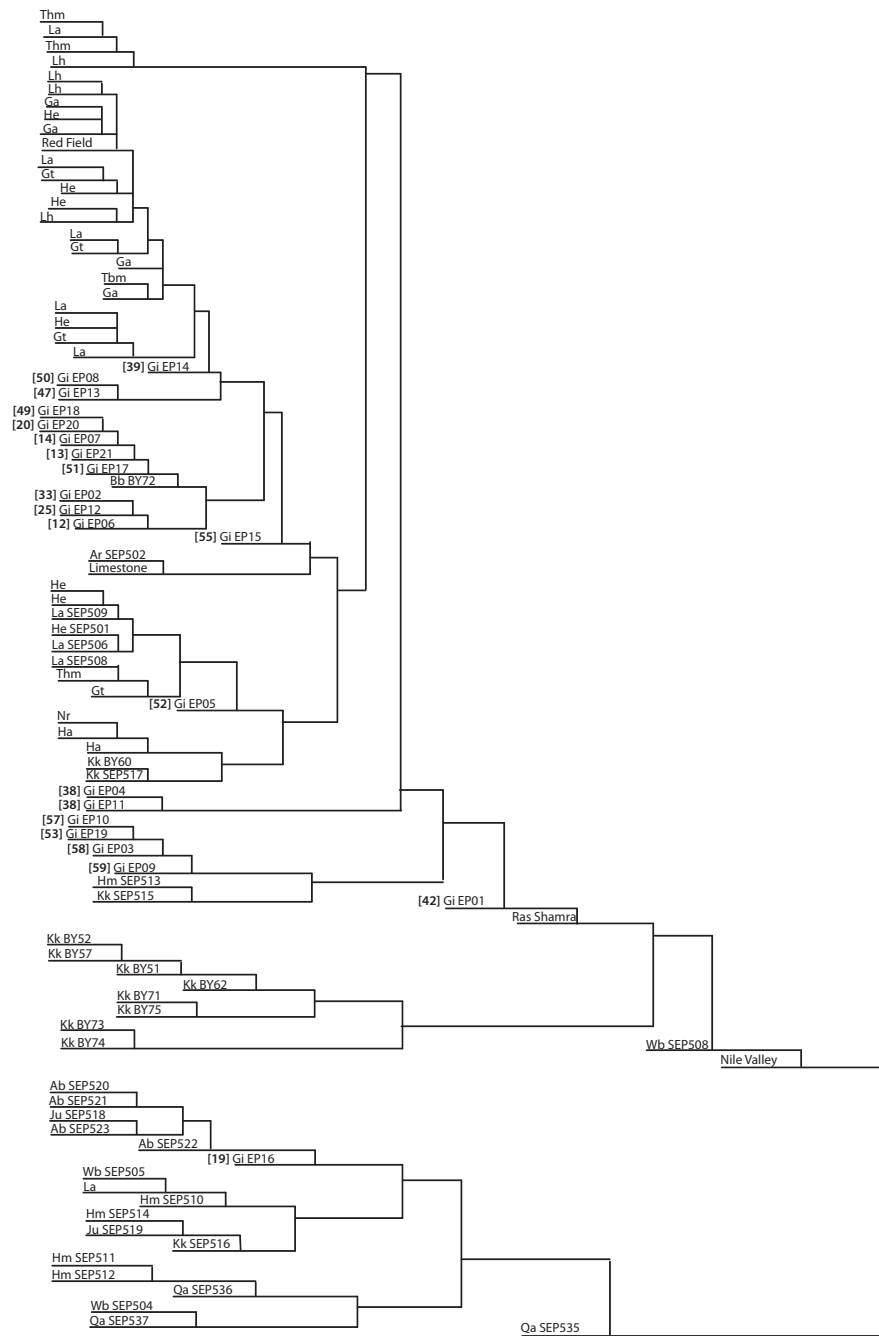 Thm
La
Thm
Lh
Lh
Lh
Ga
He
Ga
Red Field
La
Gt
He
He
Lh
La
Gt
Ga
Tbm
Ga
La
He
Gt
La
[39] Gi EP14
[50] Gi EP08
[47] Gi EP13
[49] Gi EP18
[20] Gi EP20
[14] Gi EP07
[13] Gi EP21
[51] Gi EP17
Bb BY72
[33] Gi EP02
[25] Gi EP12
[12] Gi EP06
[55] Gi EP15
Ar SEP502
Limestone
He
He
La SEP509
He SEP501
La SEP506
La SEP508
Thm
Gt
[52] Gi EP05
Nr
Ha
Ha
Kk BY60
Kk SEP517
[38] Gi EP04
[38] Gi EP11
[57] Gi EP10
[53] Gi EP19
[58] Gi EP03
[59] Gi EP09
Hm SEP513
Kk SEP515
[42] Gi EP01
Ras Shamra
Kk BY52
Kk BY57
Kk BY51
Kk BY62
Kk BY71
Kk BY75
Kk BY73
Kk BY74
Wb SEP508
Nile Valley
Ab SEP520
Ab SEP521
Ju SEP518
Ab SEP523
Ab SEP522
[19] Gi EP16
Wb SEP505
La
Hm SEP510
Hm SEP514
Ju SEP519
Kk SEP516
Hm SEP511
Hm SEP512
Qa SEP536
Wb SEP504
Qa SEP537
Qa SEP535